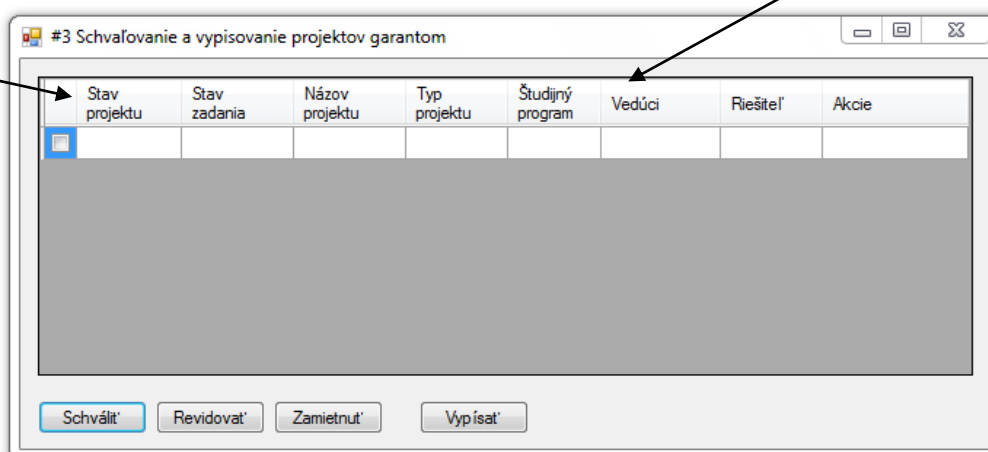 #3 Schvaľovanie a vypisovanie projektov garantom
Stav projektu
Stav zadania
Názov projektu
Typ projektu
Študijný program
Vedúci
Riešiteľ
Akcie
Schváliť
Revidovať
Zamietnuť
Vypísať